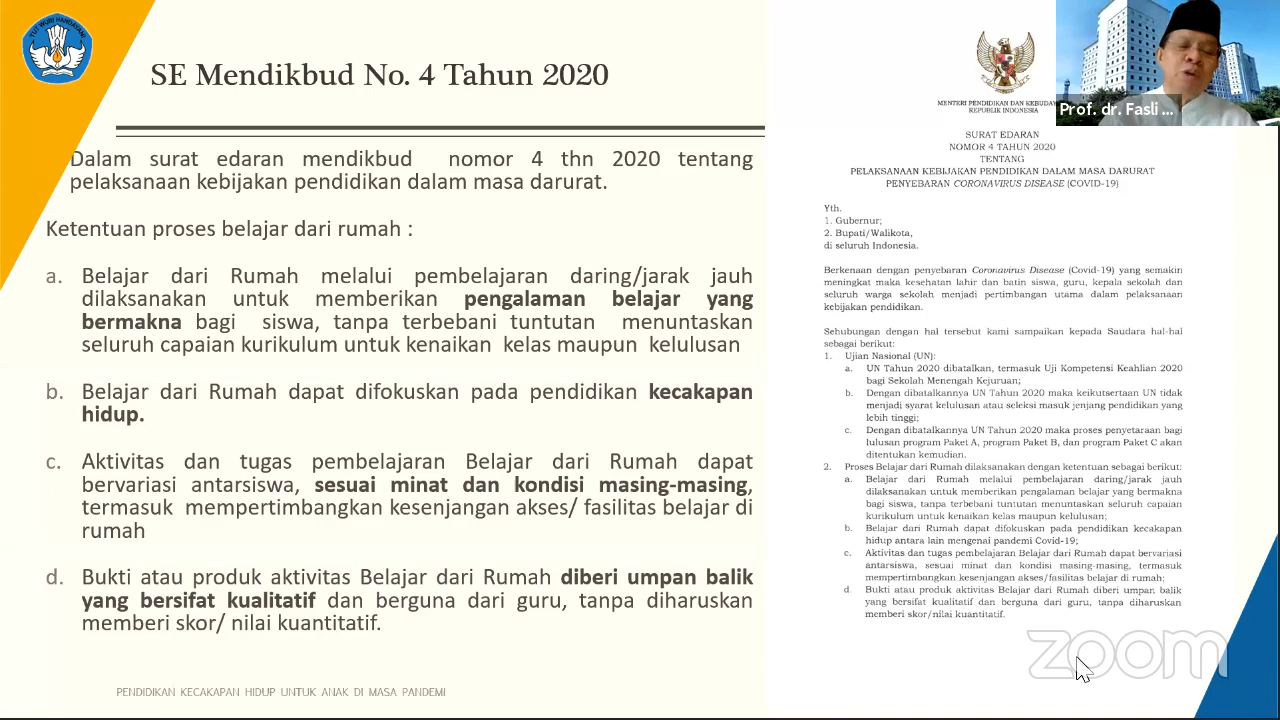 TUT WURI HANDAYANI
SE Mendikbud No. 4 Tahun 2020
Dalam surat edaran mendikbud nomor 4 thn 2020 tentang
pelaksanaan kebijakan pendidikan dalam masa darurat.
Ketentuan proses belajar dari rumah :
a. Belajar dari Rumah melalui pembelajaran daring/jarak jauh
dilaksanakan untuk memberikan pengalaman belajar yang
bermakna bagi siswa, tanpa terbebani tuntutan menuntaskan
seluruh capaian kurikulum untuk kenaikan kelas maupun kelulusan
b. Belajar dari Rumah dapat difokuskan pada pendidikan kecakapan
hidup.
c. Aktivitas dan tugas pembelajaran Belajar dari Rumah dapat
bervariasi antarsiswa, sesuai minat dan kondisi masing-masing,
termasuk mempertimbangkan kesenjangan akses/ fasilitas belajar di
rumah
d. Bukti atau produk aktivitas Belajar dari Rumah diberi umpan balik
yang bersifat kualitatif dan berguna dari guru, tanpa diharuskan
memberi skor/ nilai kuantitatif.
PENDIDIKAN KECAKAPAN HIDUP UNTUK ANAK DI MASA PANDEMI
MENTERI PENDIDIKAN DAN KEBUDAY
REPUBLIK INDONESIA
Prof. dr. Fasli ...
SURAT EDARAN
NOMOR 4 TAHUN 2020
TENTANG
PELAKSANAAN KEBIJAKAN PENDIDIKAN DALAM MASA DARURAT
PENYEBARAN CORONAVIRUS DISEASE (COVID-19)
Yth.
1. Gubernur;
2. Bupati/Walikota,
di seluruh Indonesia.
Berkenaan dengan penyebaran Coronavirus Disease (Covid-19) yang semakin
meningkat maka kesehatan lahir dan batin siswa, guru, kepala sekolah dan
seluruh warga sekolah menjadi pertimbangan utama dalam pelaksanaan
kebijakan pendidikan.
Sehubungan dengan hal tersebut kami sampaikan kepada Saudara hal-hal
sebagai berikut:
1. Ujian Nasional (UN):
a. UN Tahun 2020 dibatalkan, termasuk Uji Kompetensi Keahlian 2020
bagi Sekolah Menengah Kejuruan;
b. Dengan dibatalkannya UN Tahun 2020 maka keikutsertaan UN tidak
menjadi syarat kelulusan atau seleksi masuk jenjang pendidikan yang
lebih tinggi;
c. Dengan dibatalkannya UN Tahun 2020 maka proses penyetaraan bagi
lulusan program Paket A, program Paket B, dan program Paket C akan
ditentukan kemudian.
2. Proses Belajar dari Rumah dilaksanakan dengan ketentuan sebagai berikut:
a. Belajar dari Rumah melalui pembelajaran daring/jarak jauh
dilaksanakan untuk memberikan pengalaman belajar yang bermakna
bagi siswa, tanpa terbebani tuntutan menuntaskan seluruh capaian
kurikulum untuk kenaikan kelas maupun kelulusan;
b. Belajar dari Rumah dapat difokuskan pada pendidikan kecakapan
hidup antara lain mengenai pandemi Covid-19;
c. Aktivitas dan tugas pembelajaran Belajar dari Rumah dapat bervariasi
antarsiswa, sesuai minat dan kondisi masing-masing, termasuk
mempertimbangkan kesenjangan akses/fasilitas belajar di rumah;
d. Bukti atau produk aktivitas Belajar dari Rumah diberi umpan balik
yang bersifat kualitatif dan berguna dari guru, tanpa diharuskan
memberi skor/nilai kuantitatif.
zoom